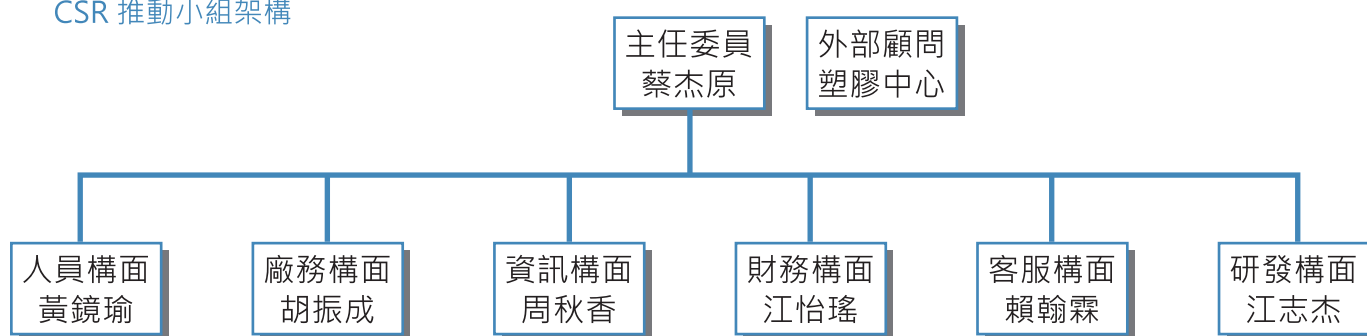 CSR 推動小組架構
主任委員
蔡杰原
外部顧問
塑膠中心
人員構面
黃鏡瑜
廠務構面
胡振成
資訊構面
周秋香
財務構面
江怡瑤
客服構面
賴翰霖
研發構面
江志杰